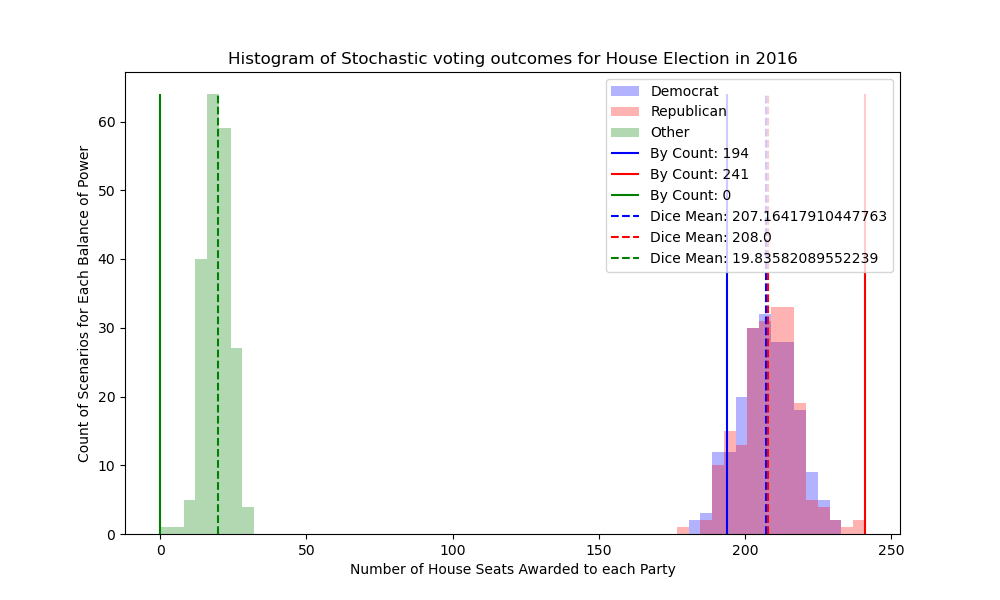 Histogram of Stochastic voting outcomes for House Election in 2016
Count of Scenarios for Each Balance of Power
60
50
40
30
20
10
0
Democrat
Republican
Other
By Count: 194
By Count: 241
By Count: 0
Dice Mean: 207.16417910447763
Dice Mean: 208.0
Dice Mean: 19.83582089552239
0
50
100
150
200
250
Number of House Seats Awarded to each Party